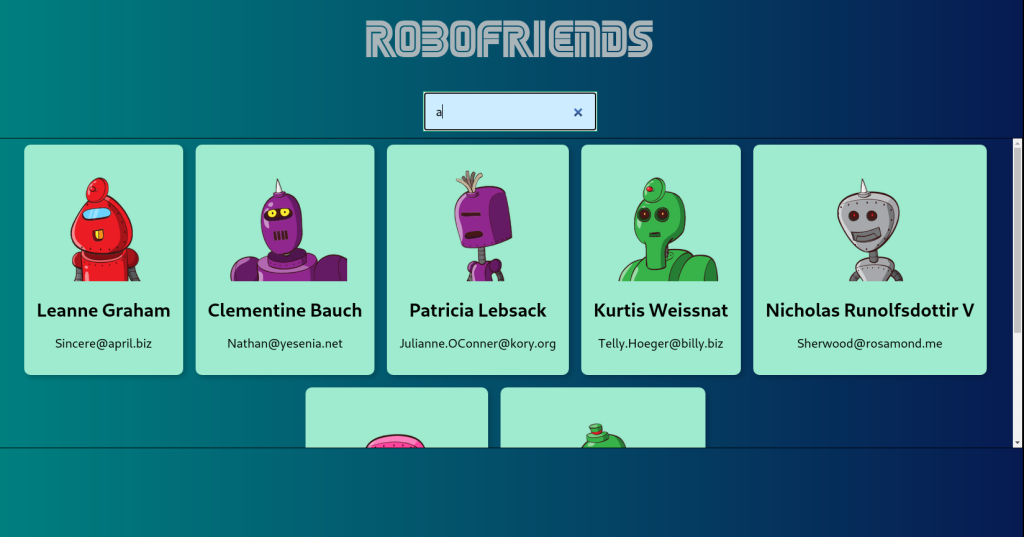 ROBOFRIENDS
a
Leanne Graham
Sincere@april.biz
Clementine Bauch
Nathan@yesenia.net
Patricia Lebsack
Julianne.OConner@kory.org
Kurtis Weissnat
Telly.Hoeger@billy.biz
Nicholas Runolfsdottir V
Sherwood@rosamond.me